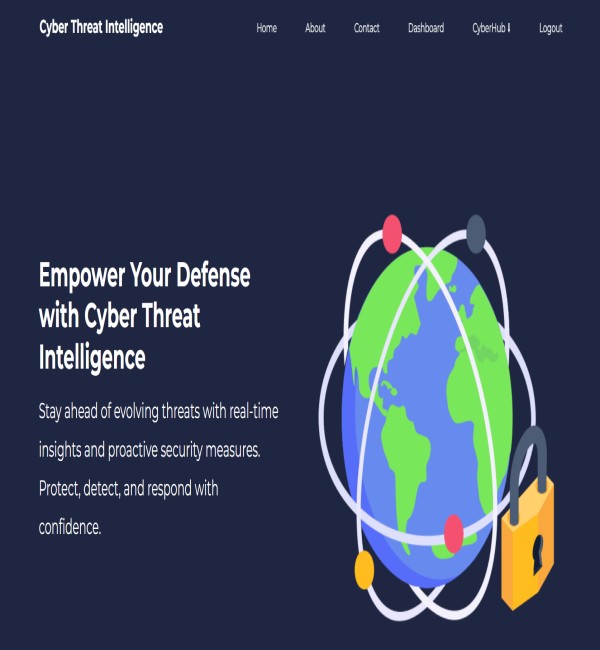 Cyber Threat Intelligence
Home About Contact Dashboard CyberHub ⬇ Logout
Empower Your Defense
with Cyber Threat
Intelligence
Stay ahead of evolving threats with real-time
insights and proactive security measures.
Protect, detect, and respond with
confidence.